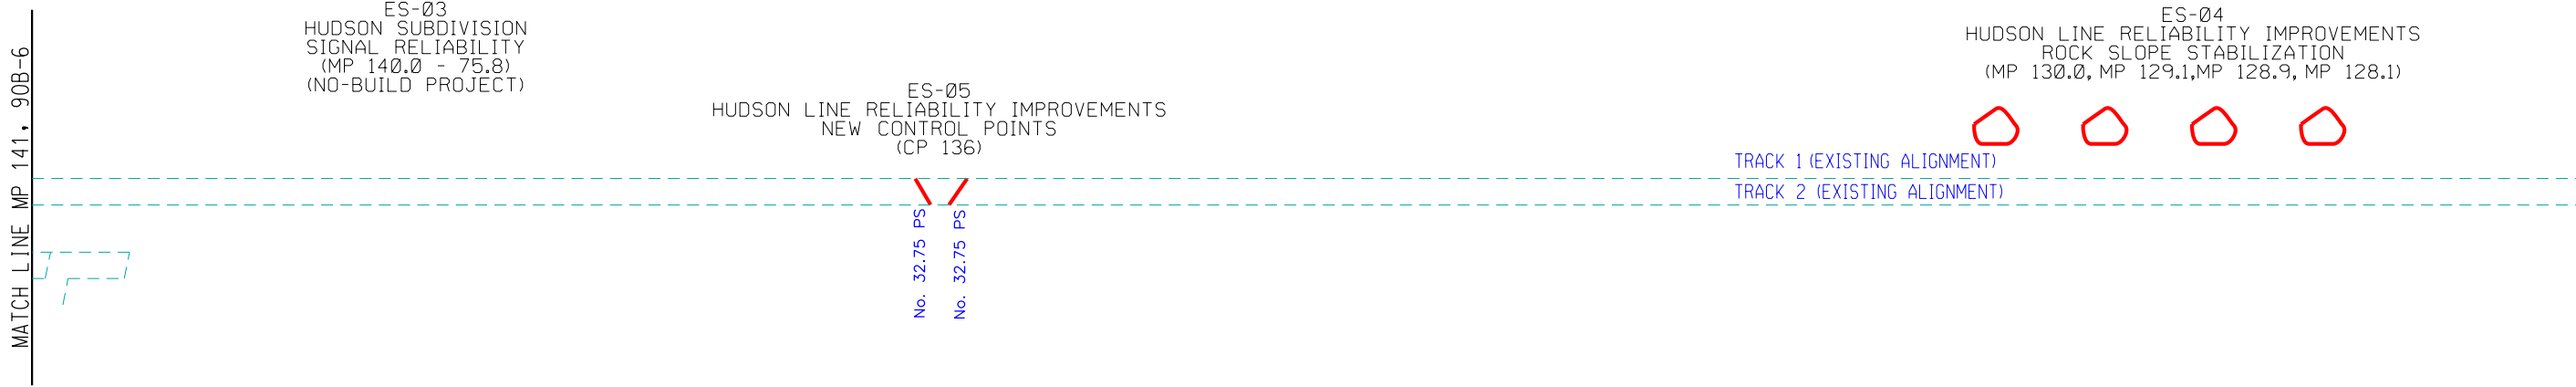 MATCH LINE MP 141, 90B-6
ES-03
HUDSON SUBDIVISION
SIGNAL RELIABILITY
(MP 140.0 - 75.8)
(NO-BUILD PROJECT)
ES-05
HUDSON LINE RELIABILITY IMPROVEMENTS
NEW CONTROL POINTS
(CP 136)
No. 32.75 PS
No. 32.75 PS
ES-04
HUDSON LINE RELIABILITY IMPROVEMENTS
ROCK SLOPE STABILIZATION
(MP 130.0, MP 129.1,MP 128.9, MP 128.1)
TRACK 1 (EXISTING ALIGNMENT)
TRACK 2 (EXISTING ALIGNMENT)